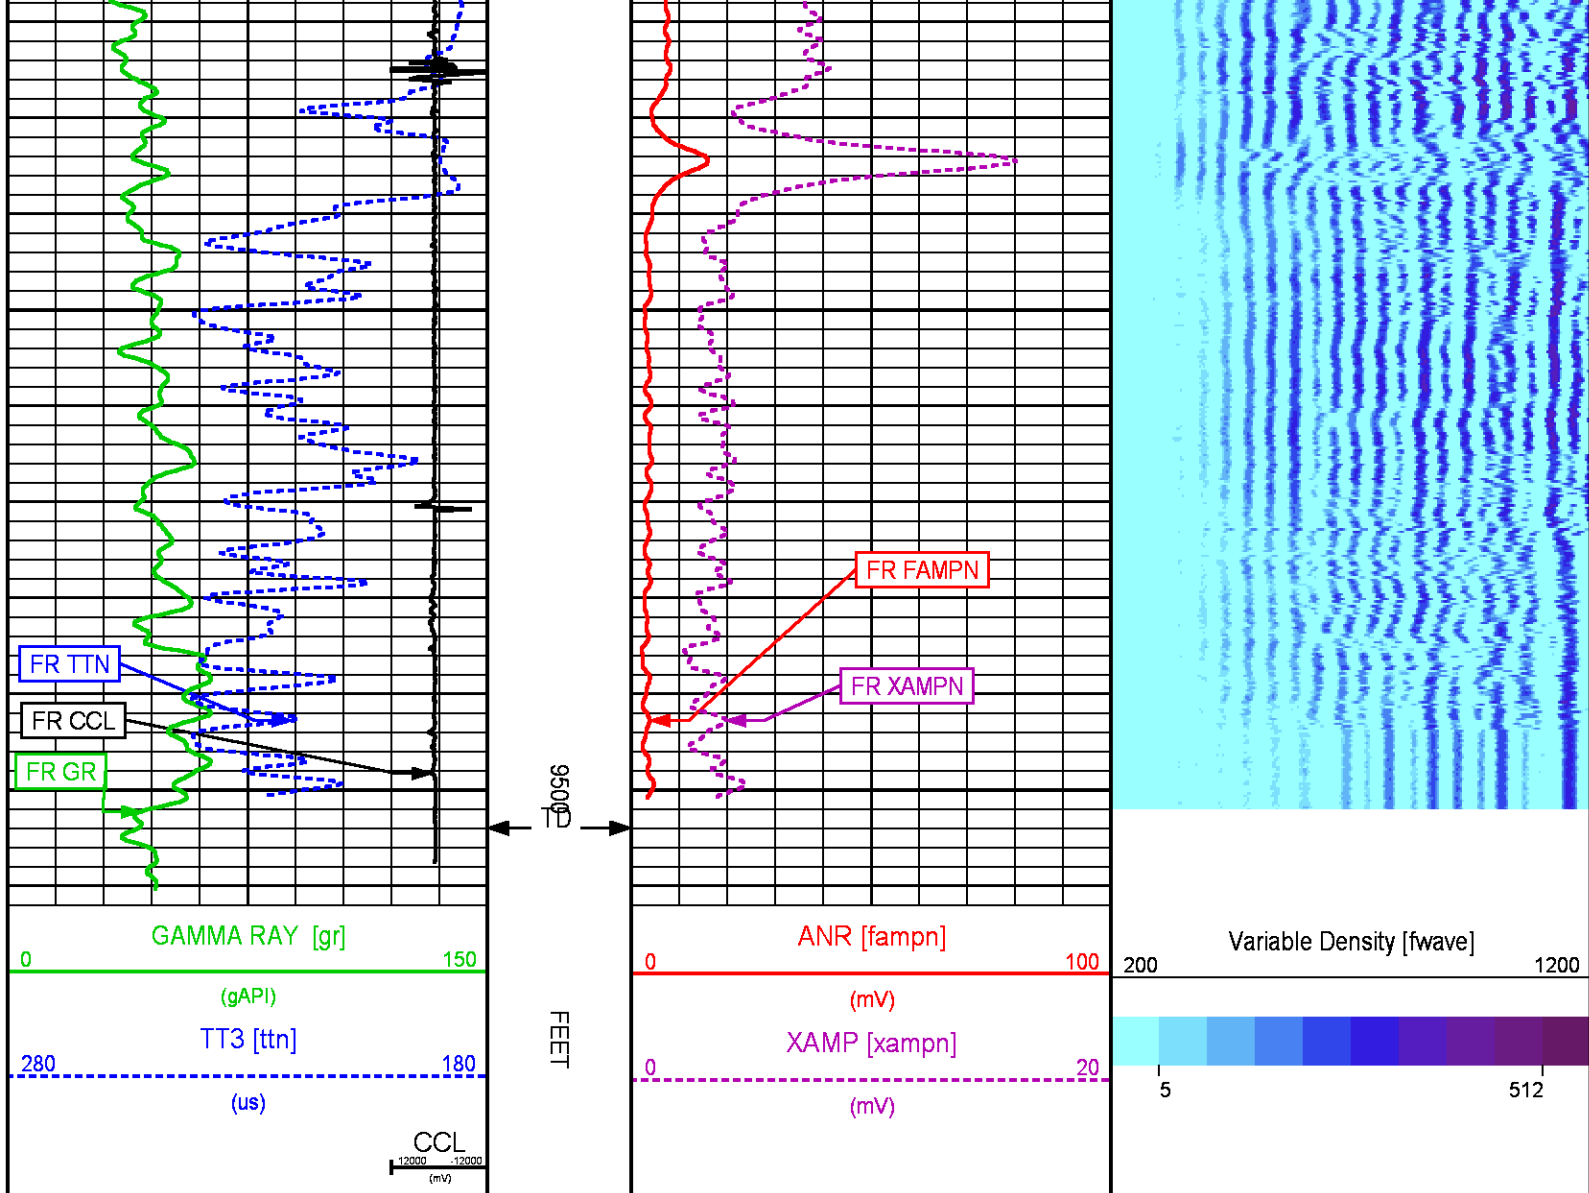 FR FAMPN
FR TTN
FR XAMPN
FR CCL
FR GR
9500
TD
GAMMA RAY [gr]
0 150
(gAPI)
TT3 [ttn]
280 180
(us)
CCL
12000 -12000
(mV)
FEET
ANR [fampn]
0 100
(mV)
XAMP [xampn]
0 20
(mV)
Variable Density [fwave]
200 1200
5 512